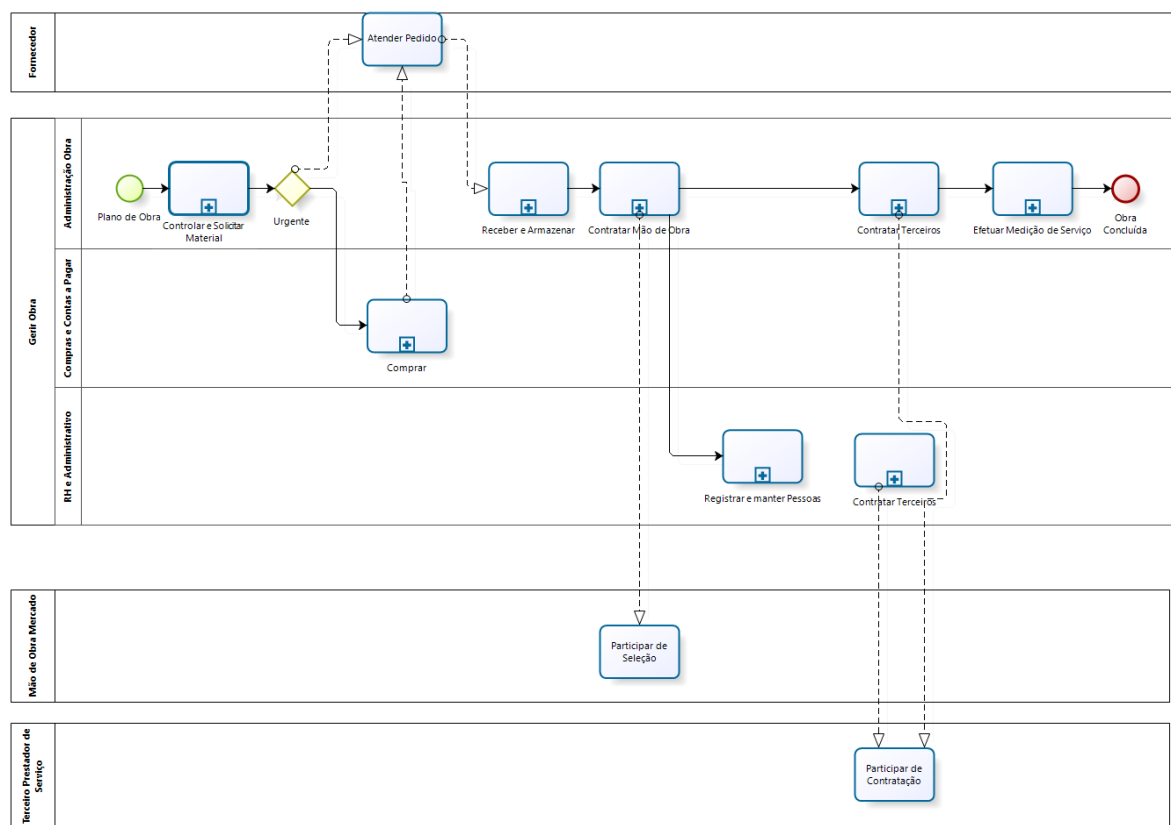 Fornecedor
Atender Pedido
Gerir Obra
Administração Obra
Plano de Obra
Controlar e Solicitar
Material
Urgente
Receber e Armazenar
Contratar Mão de Obra
Contratar Terceiros
Efetuar Medição de Serviço
Obra
Concluída
Compras e Contas a Pagar
Comprar
RH e Administrativo
Registrar e manter Pessoas
Contratar Terceiros
Mão de Obra Mercado
Participar de
Seleção
Terceiro Prestador de
Serviço
Participar de
Contratação